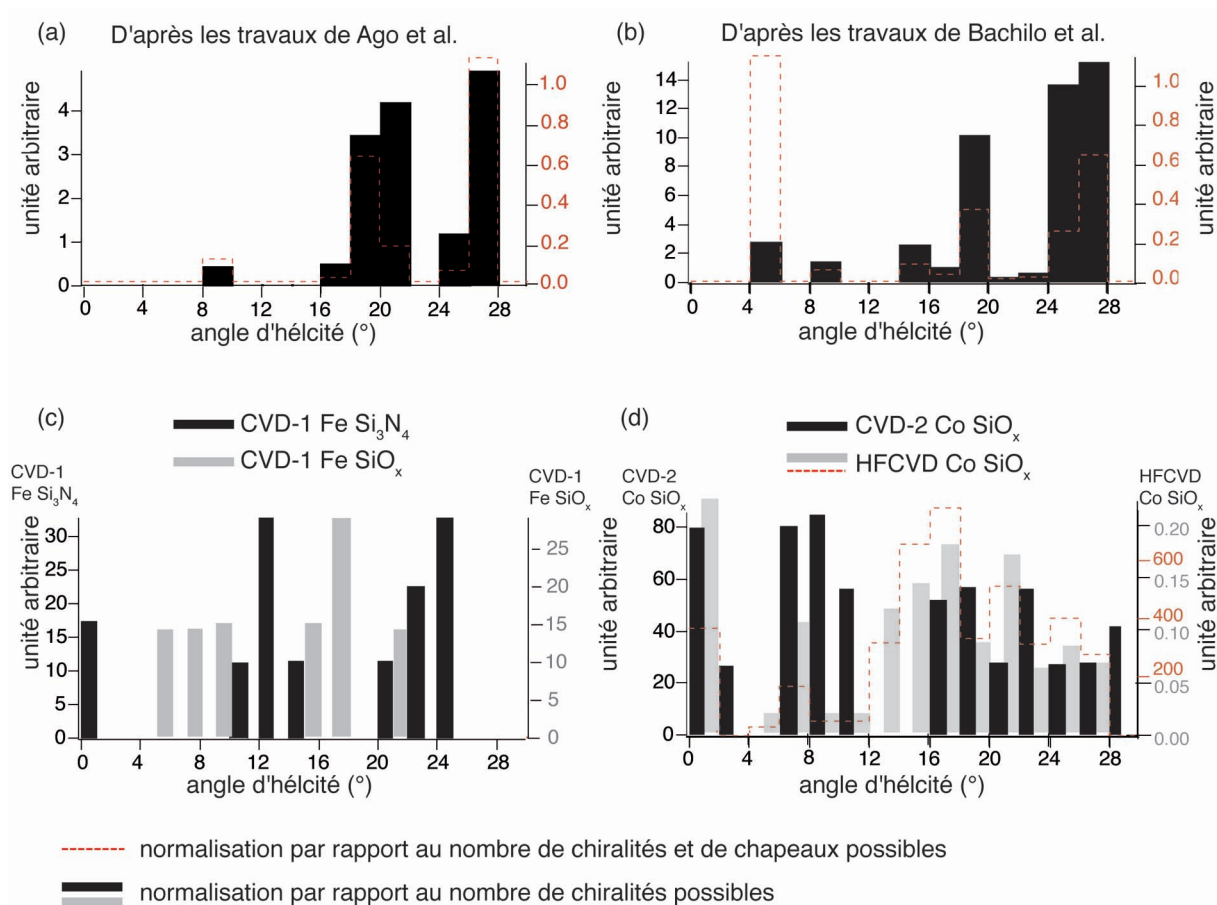 (a) D'après les travaux de Ago et al.
(b) D'après les travaux de Bachilo et al.
unité arbitraire
4
3
2
1
0
1.0
0.8
0.6
0.4
0.2
0.0
0 4 8 12 16 20 24 28
angle d'hélcité (°)
unité arbitraire
14
12
10
8
6
4
2
0
1.0
0.8
0.6
0.4
0.2
0.0
unité arbitraire
0 4 8 12 16 20 24 28
angle d'hélcité (°)
unité arbitraire
(c)
CVD-1 Fe Si₃N₄
CVD-1 Fe SiOₓ
CVD-1
Fe Si₃N₄
CVD-1
Fe SiOₓ
unité arbitraire
30
25
20
15
10
5
0
25
20
15
10
5
0
0 4 8 12 16 20 24 28
angle d'hélcité (°)
(d)
CVD-2 Co SiOₓ
HFCVD Co SiOₓ
CVD-2
Co SiOₓ
HFCVD
Co SiOₓ
unité arbitraire
80
60
40
20
0
600
400
200
0.20
0.15
0.10
0.05
0.00
unité arbitraire
0 4 8 12 16 20 24 28
angle d'hélcité (°)
normalisation par rapport au nombre de chiralités et de chapeaux possibles
normalisation par rapport au nombre de chiralités possibles